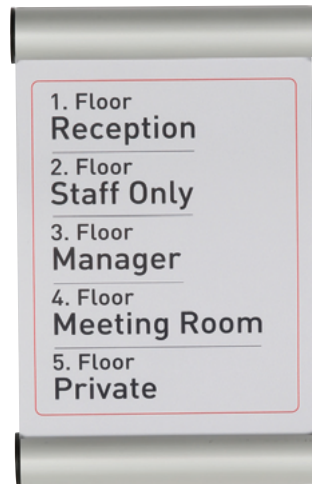 1. Floor
Reception
2. Floor
Staff Only
3. Floor
Manager
4. Floor
Meeting Room
5. Floor
Private